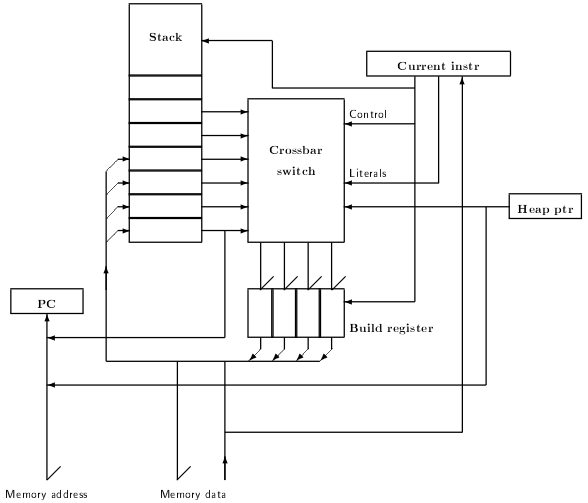 Stack
Current instr
Control
Crossbar
switch
Literals
Heap ptr
PC
Build register
Memory address
Memory data